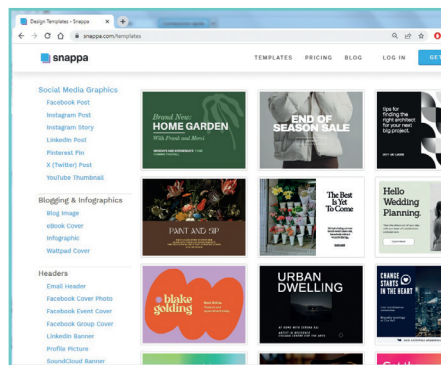 Design Templates - Snappa
snappa.com/templates
snappa
TEMPLATES PRICING BLOG LOG IN GET
Social Media Graphics
Facebook Post
Instagram Post
Instagram Story
LinkedIn Post
Pinterest Pin
X (Twitter) Post
YouTube Thumbnail
Blogging & Infographics
Blog Image
eBook Cover
Infographic
Wattpad Cover
Headers
Email Header
Facebook Cover Photo
Facebook Event Cover
Facebook Group Cover
LinkedIn Banner
Profile Picture
SoundCloud Banner
Brand New:
HOME GARDEN
With Frank and Merri
END OF
SEASON SALE
tips for
finding the
right architect
for your next
big project.
PAINT AND SIP
The Best
Is Yet
To Come
Hello
Wedding
Planning.
blake
golding
URBAN
DWELLING
AT HOME WITH
CHANGE
STARTS
IN THE HEART